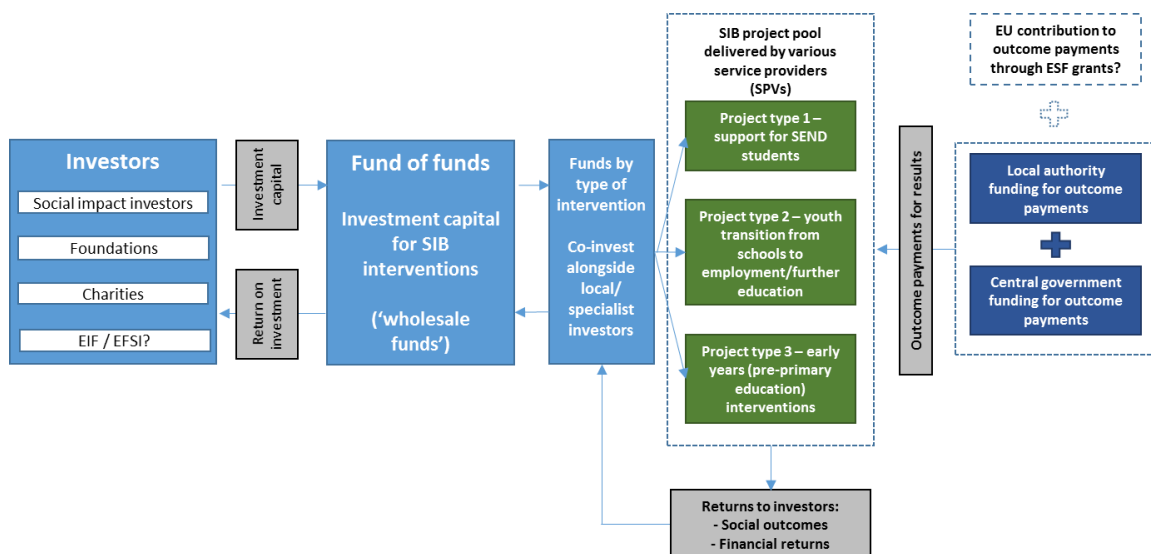 Investors
Social impact investors
Foundations
Charities
EIF / EFSI?
Investment
capital
Return on
investment
Fund of funds
Investment capital
for SIB
interventions
(‘wholesale
funds’)
Funds by
type of
intervention
Co-invest
alongside
local/
specialist
investors
SIB project pool
delivered by various
service providers
(SPVs)
Project type 1 –
support for SEND
students
Project type 2 – youth
transition from
schools to
employment/further
education
Project type 3 – early
years (pre-primary
education)
interventions
Returns to investors:
- Social outcomes
- Financial returns
Outcome payments for results
EU contribution to
outcome payments
through ESF grants?
Local authority
funding for outcome
payments
Central government
funding for outcome
payments